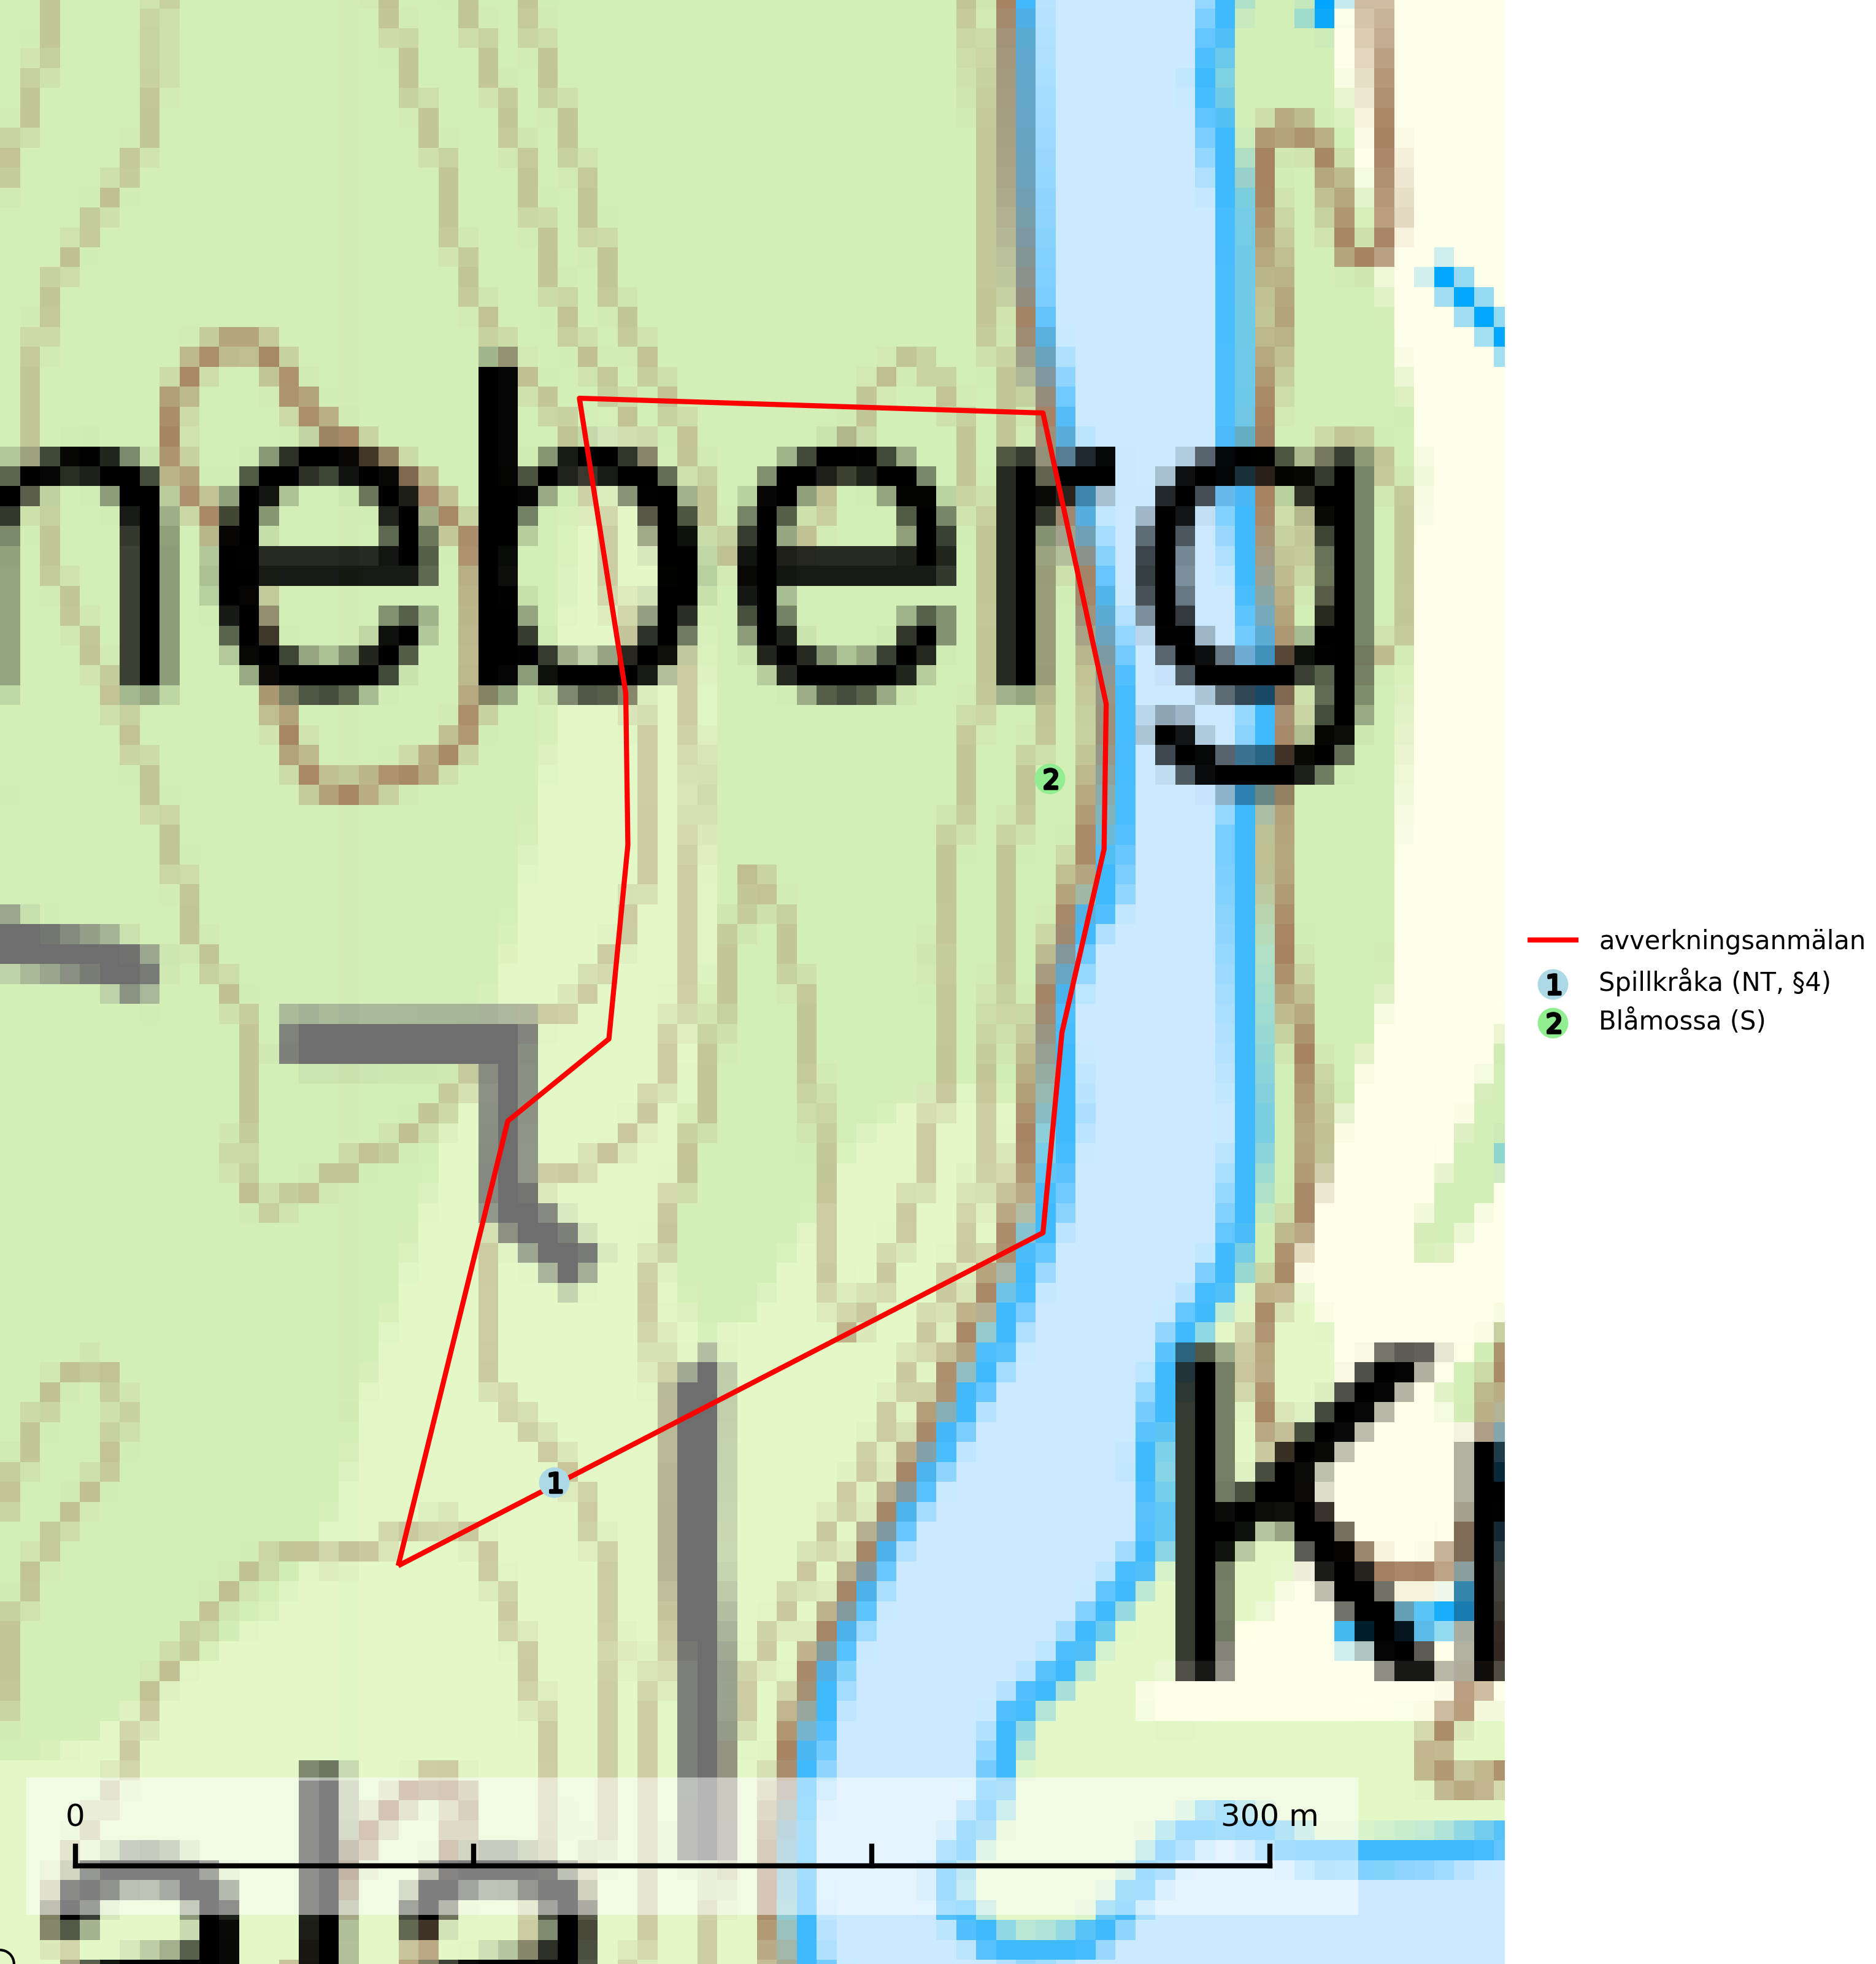 neberg
2
avverkningsanmälan
1 Spillkråka (NT, §4)
2 Blåmossa (S)
1
0 300 m